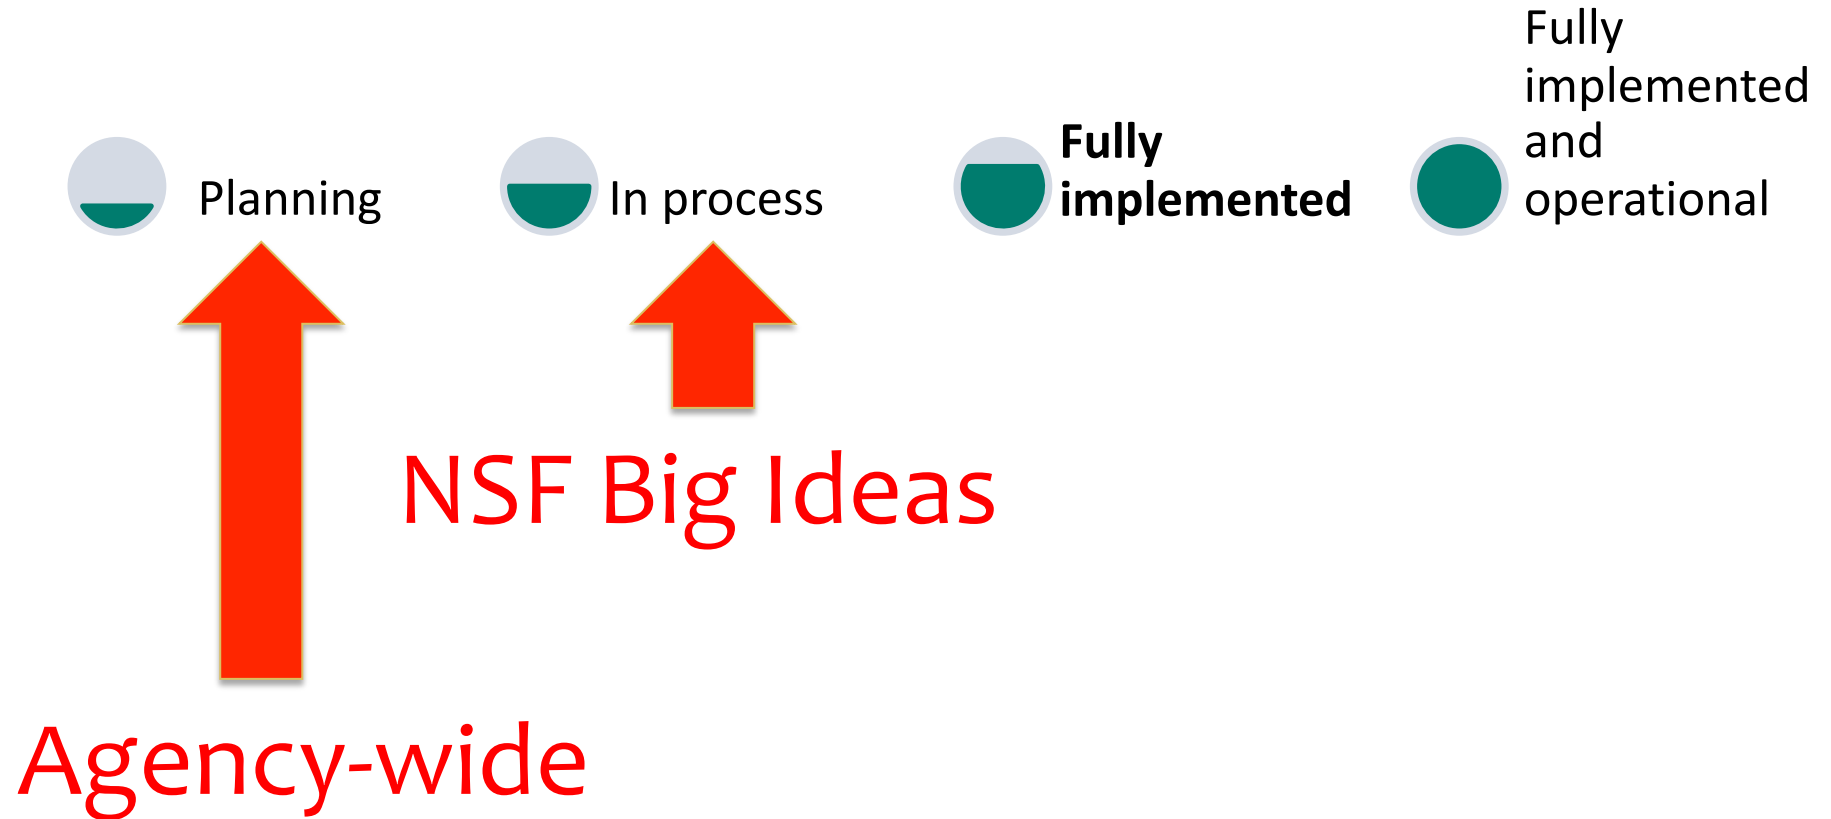 Planning
In process
Fully
implemented
Fully
implemented
and
operational
NSF Big Ideas
Agency-wide